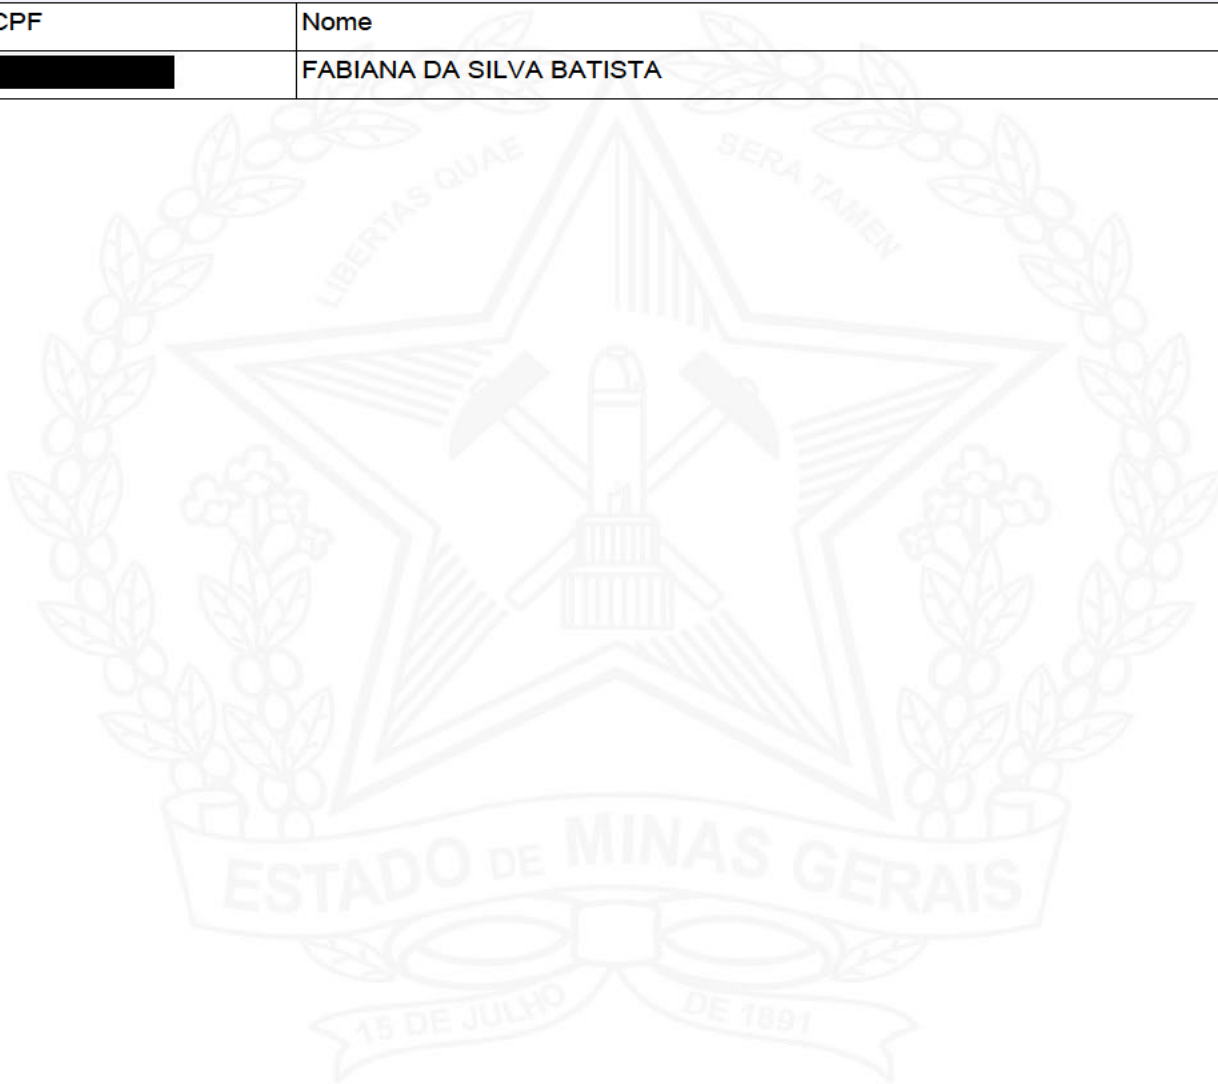 CPF Nome
FABIANA DA SILVA BATISTA
LIBERTAS QUAE SERA TAMEN
ESTADO DE MINAS GERAIS
15 DE JULHO DE 1891